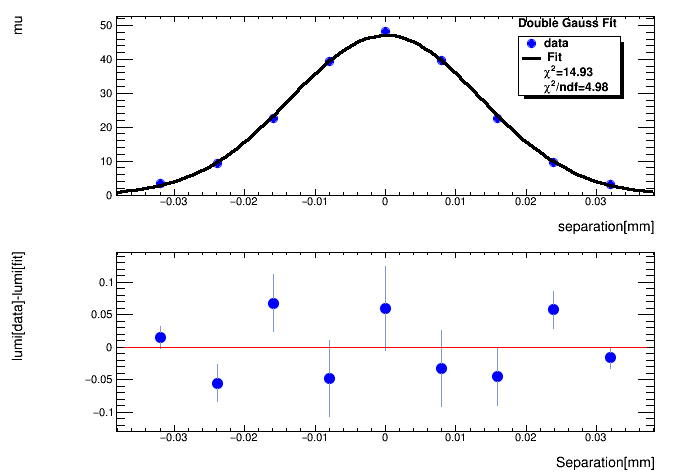 mu
Double Gauss Fit
data
Fit
χ²=14.93
χ²/ndf=4.98
50
40
30
20
10
0
−0.03 −0.02 −0.01 0 0.01 0.02 0.03
separation[mm]
lumi[data]-lumi[fit]
0.1
0.05
0
−0.05
−0.1
−0.03 −0.02 −0.01 0 0.01 0.02 0.03
Separation[mm]